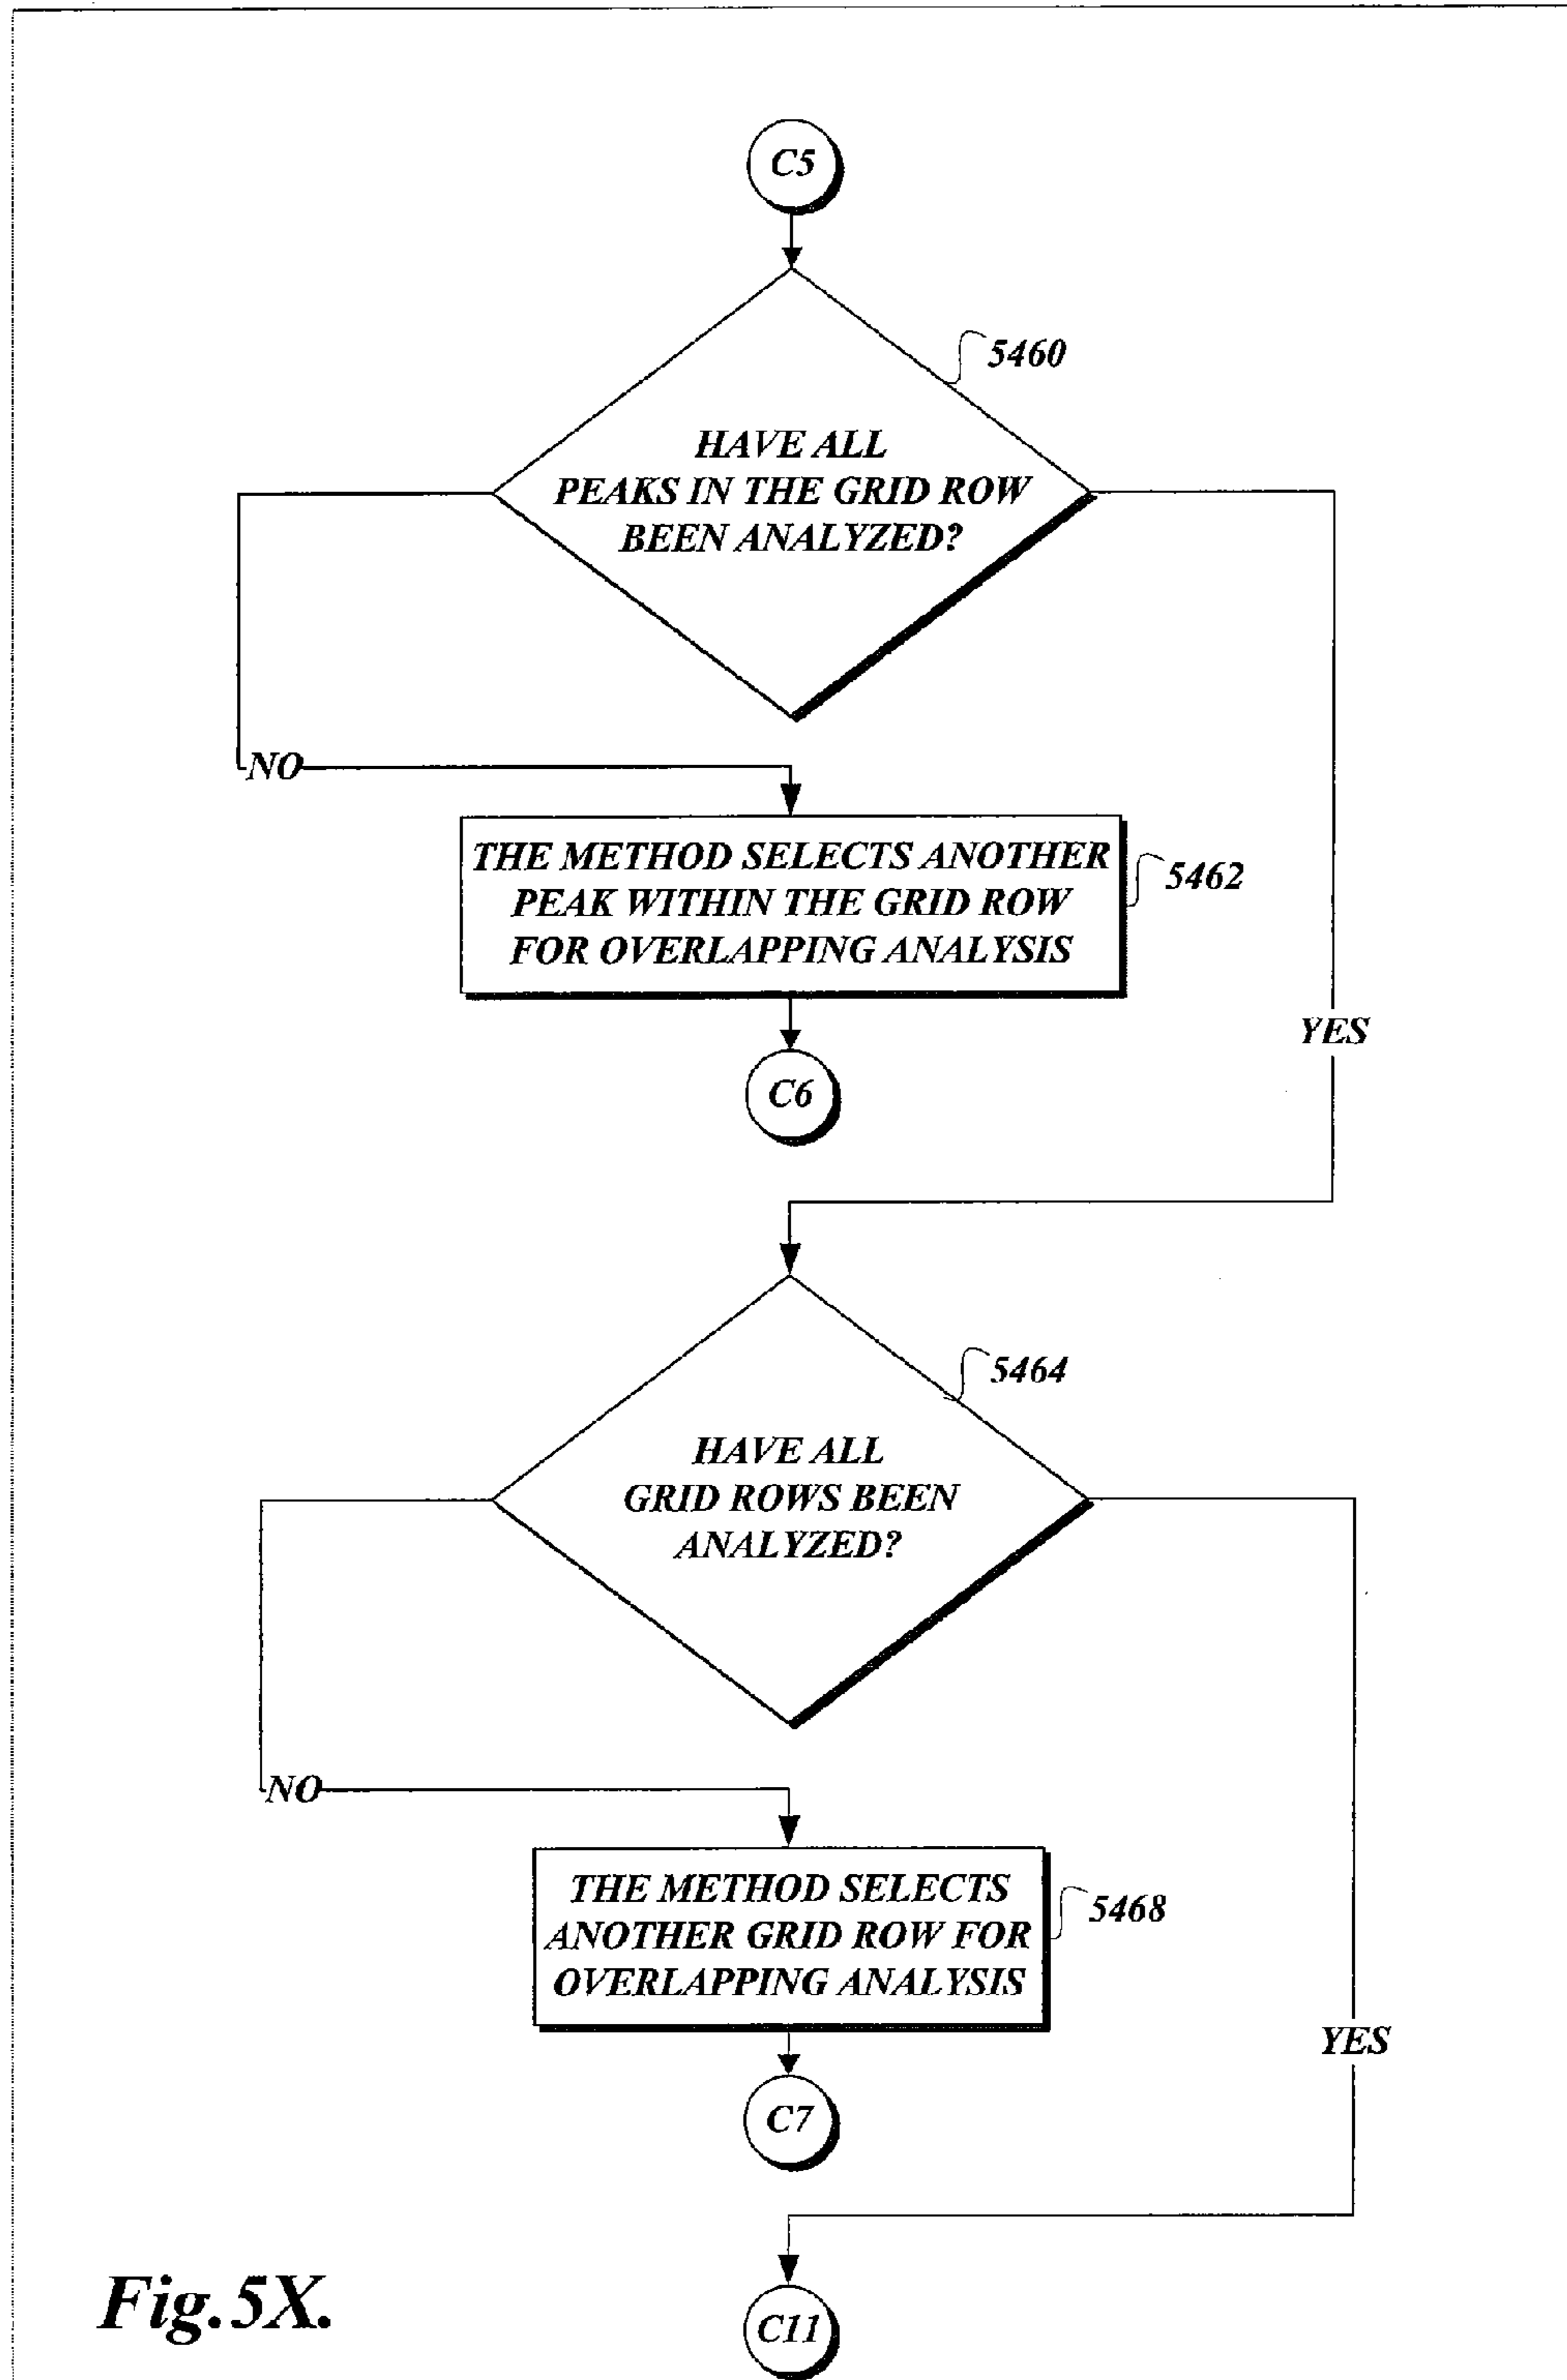 C5
5460
HAVE ALL
PEAKS IN THE GRID ROW
BEEN ANALYZED?
NO
THE METHOD SELECTS ANOTHER
PEAK WITHIN THE GRID ROW
FOR OVERLAPPING ANALYSIS
5462
YES
C6
5464
HAVE ALL
GRID ROWS BEEN
ANALYZED?
NO
THE METHOD SELECTS
ANOTHER GRID ROW FOR
OVERLAPPING ANALYSIS
5468
YES
C7
Fig.5X.
C11